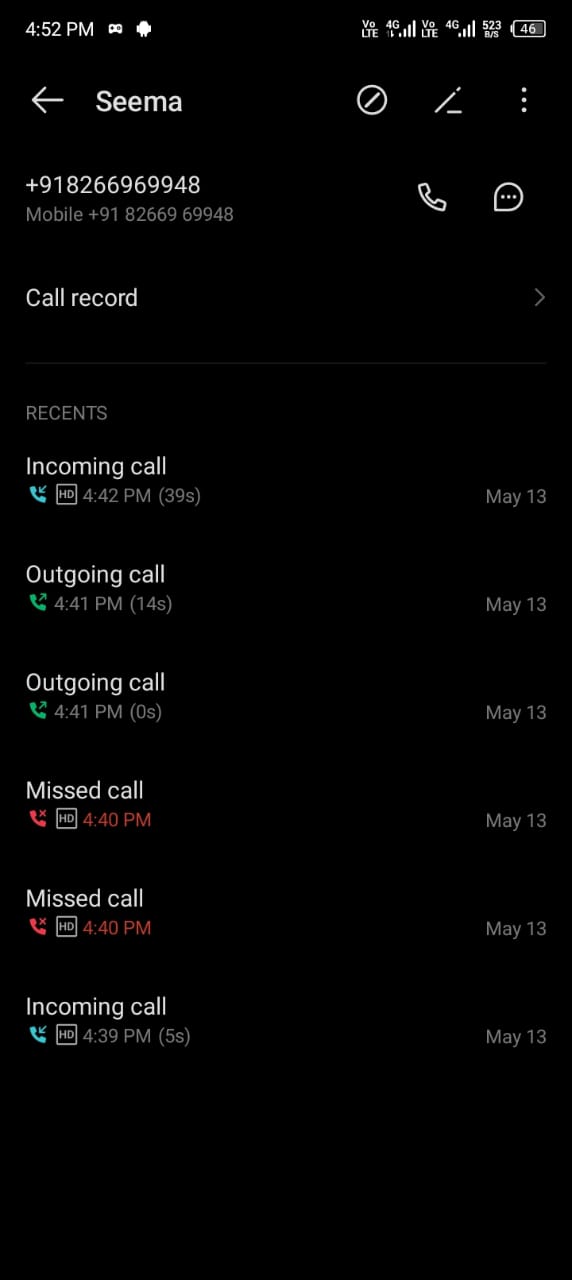 4:52 PM Vo LTE 4G Vo LTE 4G 523 B/S 46
Seema
+918266969948
Mobile +91 82669 69948
Call record
RECENTS
Incoming call
HD 4:42 PM (39s) May 13
Outgoing call
4:41 PM (14s) May 13
Outgoing call
4:41 PM (0s) May 13
Missed call
HD 4:40 PM May 13
Missed call
HD 4:40 PM May 13
Incoming call
HD 4:39 PM (5s) May 13